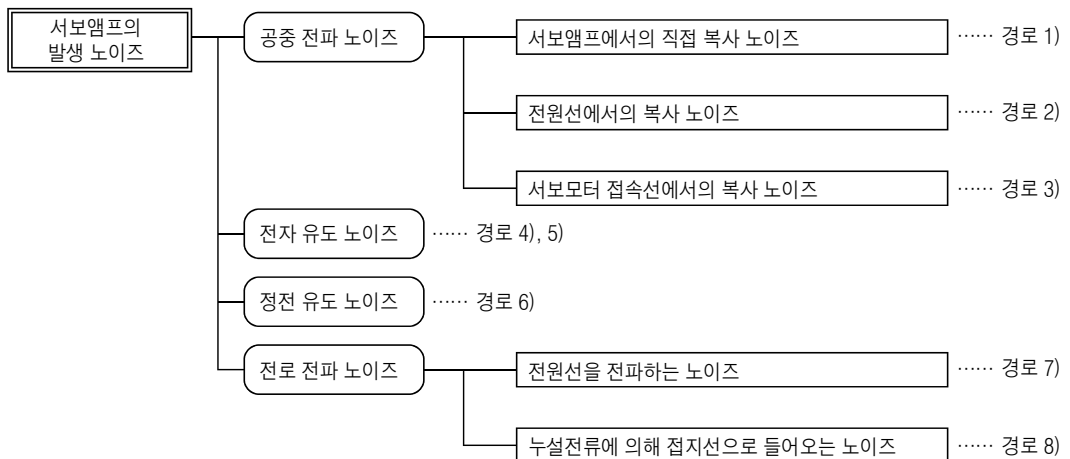 서보앰프의
발생 노이즈
공중 전파 노이즈
서보앰프에서의 직접 복사 노이즈 …… 경로 1)
전원선에서의 복사 노이즈 …… 경로 2)
서보모터 접속선에서의 복사 노이즈 …… 경로 3)
전자 유도 노이즈 …… 경로 4), 5)
정전 유도 노이즈 …… 경로 6)
전로 전파 노이즈
전원선을 전파하는 노이즈 …… 경로 7)
누설전류에 의해 접지선으로 들어오는 노이즈 …… 경로 8)